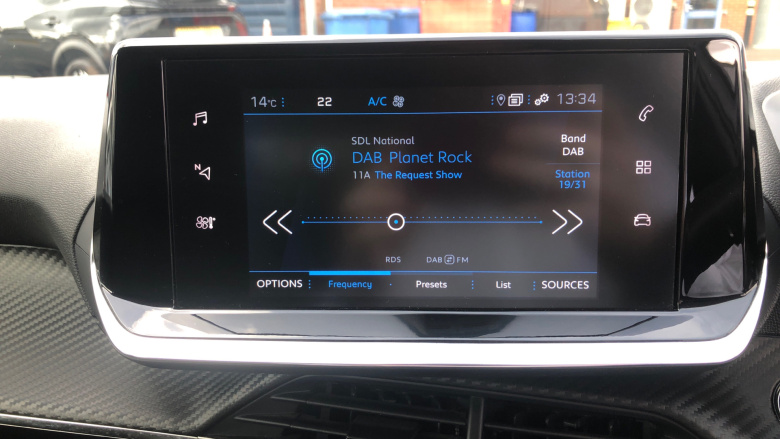 14°C 22 A/C 13:34
SDL National
DAB Planet Rock
11A The Request Show
Band
DAB
Station
19/31
N
RDS DAB FM
OPTIONS Frequency Presets List SOURCES